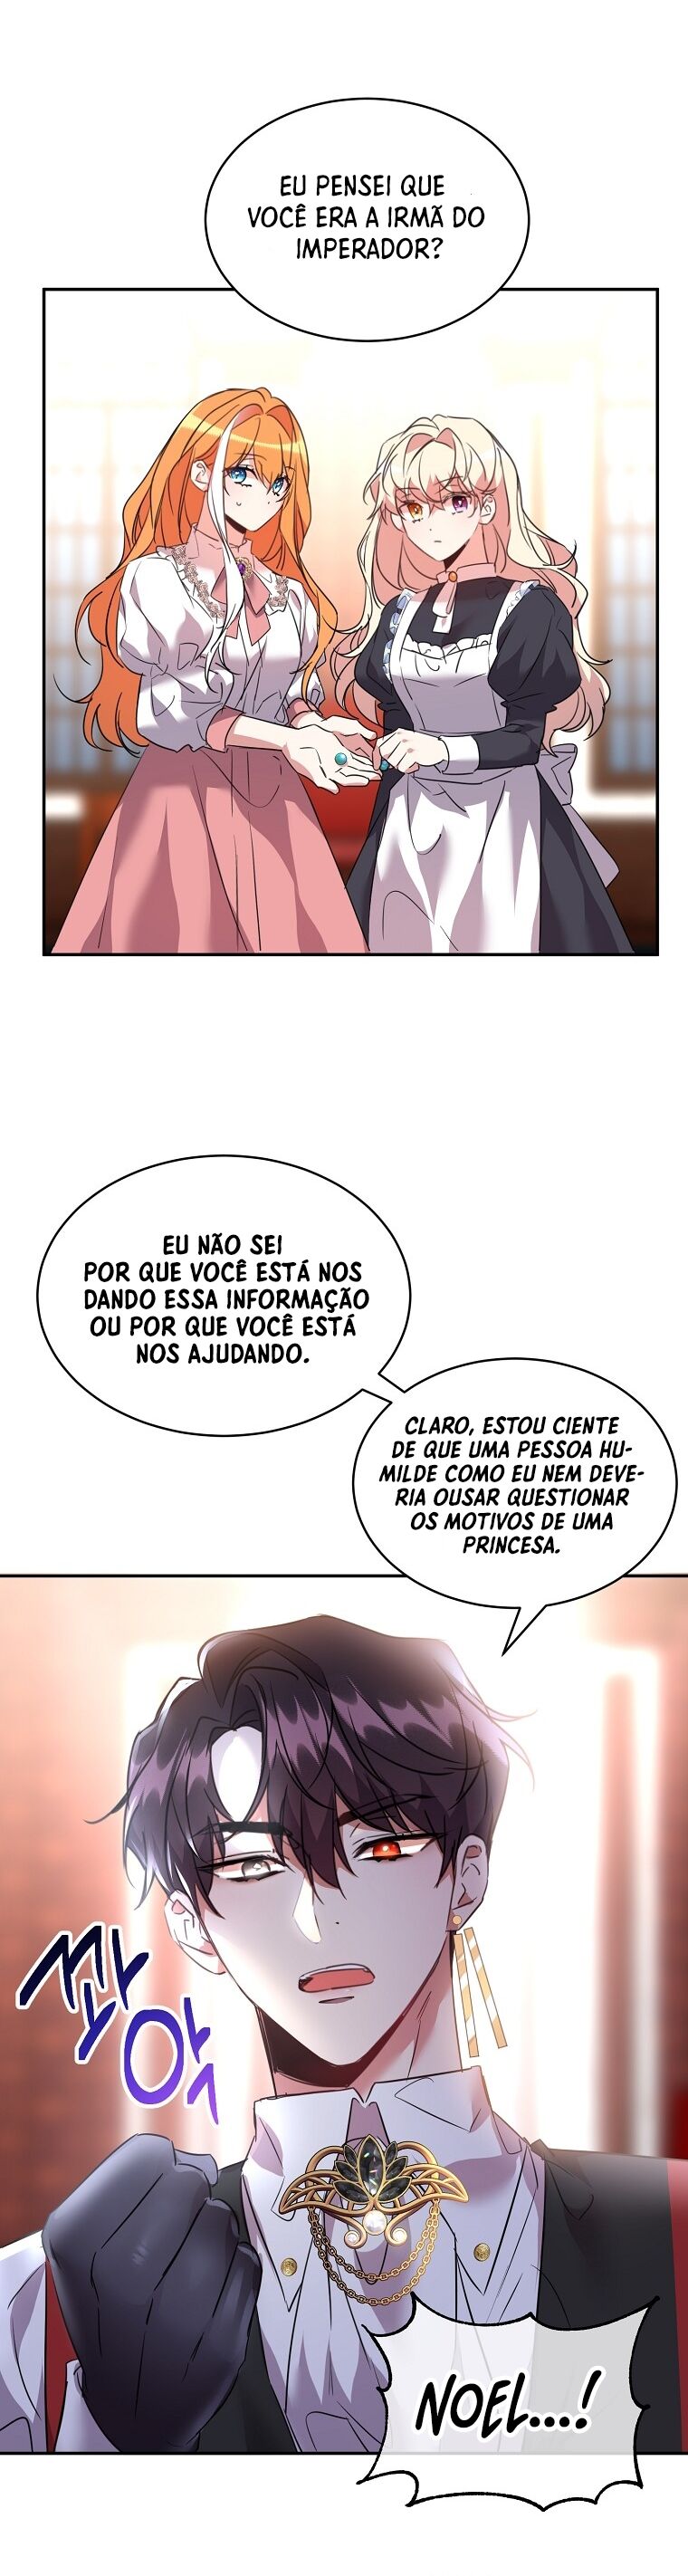 EU PENSEI QUE
VOCÊ ERA A IRMÃ DO
IMPERADOR?
EU NÃO SEI
POR QUE VOCÊ ESTÁ NOS
DANDO ESSA INFORMAÇÃO
OU POR QUE VOCÊ ESTÁ
NOS AJUDANDO.
CLARO, ESTOU CIENTE
DE QUE UMA PESSOA HU-
MILDE COMO EU NEM DEVE-
RIA OUSAR QUESTIONAR
OS MOTIVOS DE UMA
PRINCESA.
NOEL...!